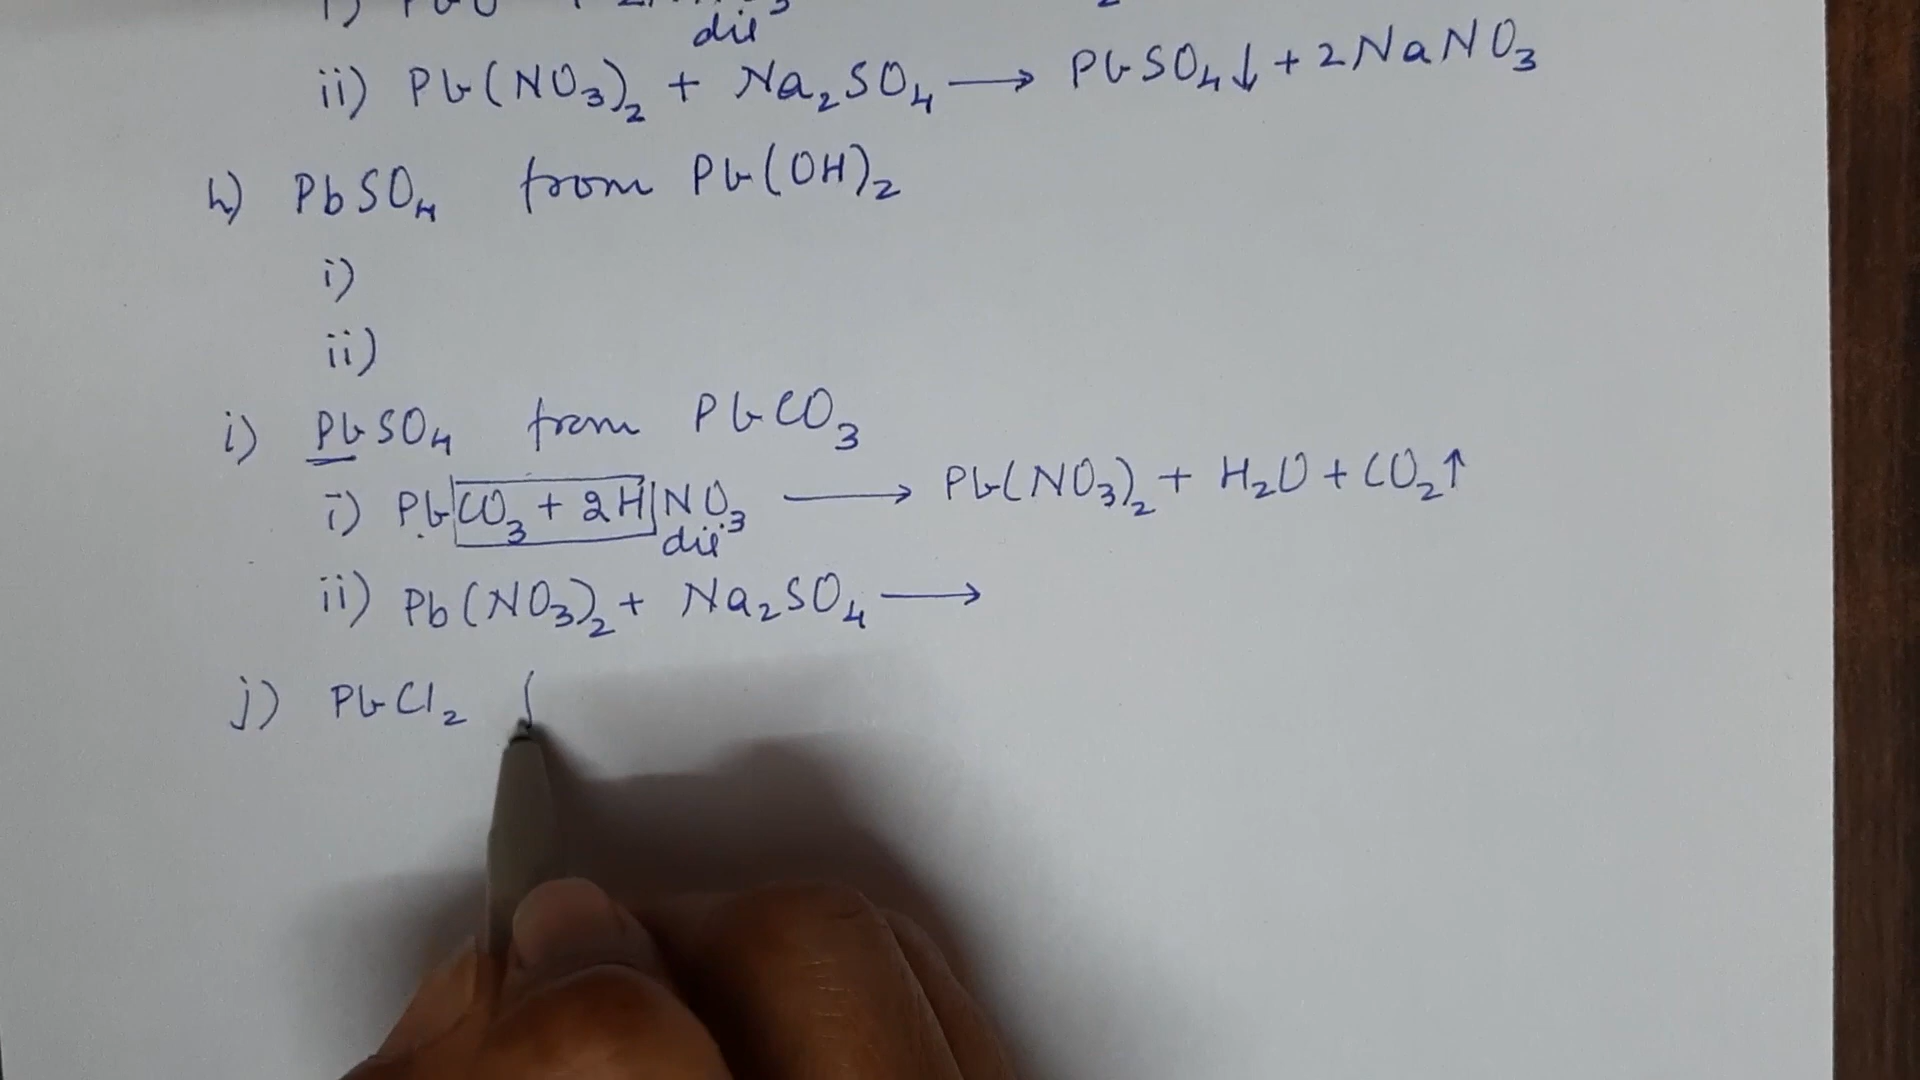 dil
ii) Pb(NO₃)₂ + Na₂SO₄ ⟶ PbSO₄↓ + 2NaNO₃
h) PbSO₄ from Pb(OH)₂
i)
ii)
i) PbSO₄ from PbCO₃
i) PbCO₃ + 2HNO₃ ⟶ Pb(NO₃)₂ + H₂O + CO₂↑
dil
ii) Pb(NO₃)₂ + Na₂SO₄ ⟶
j) PbCl₂